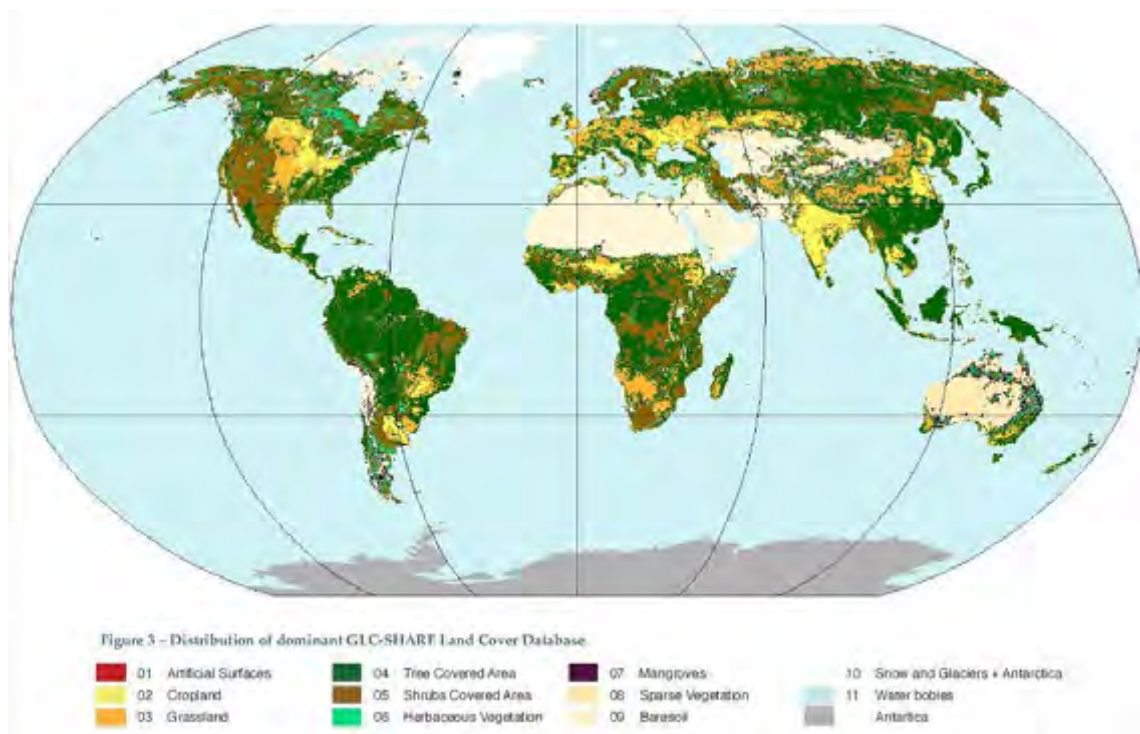 Figure 3 – Distribution of dominant GLC-SHARE Land Cover Database
01 Artificial Surfaces
02 Cropland
03 Grassland
04 Tree Covered Area
05 Shrubs Covered Area
06 Herbaceous Vegetation
07 Mangroves
08 Sparse Vegetation
09 Baresoil
10 Snow and Glaciers + Antarctica
11 Water bobies
Antartica